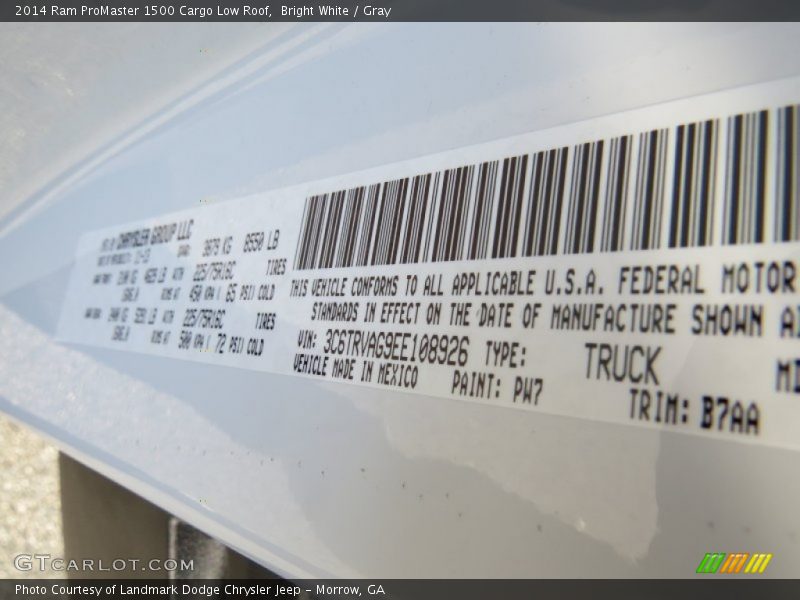 2014 Ram ProMaster 1500 Cargo Low Roof, Bright White / Gray
CHRYSLER GROUP LLC
3879 KG 8550 LB
225/75R16C TIRES
450 KPA / 65 PSI COLD
225/75R16C TIRES
500 KPA / 72 PSI COLD
THIS VEHICLE CONFORMS TO ALL APPLICABLE U.S.A. FEDERAL MOTOR
STANDARDS IN EFFECT ON THE DATE OF MANUFACTURE SHOWN
VIN: 3C6TRVAG9EE108926 TYPE: TRUCK
VEHICLE MADE IN MEXICO PAINT: PW7 TRIM: B7AA
GTCARLOT.COM
Photo Courtesy of Landmark Dodge Chrysler Jeep – Morrow, GA